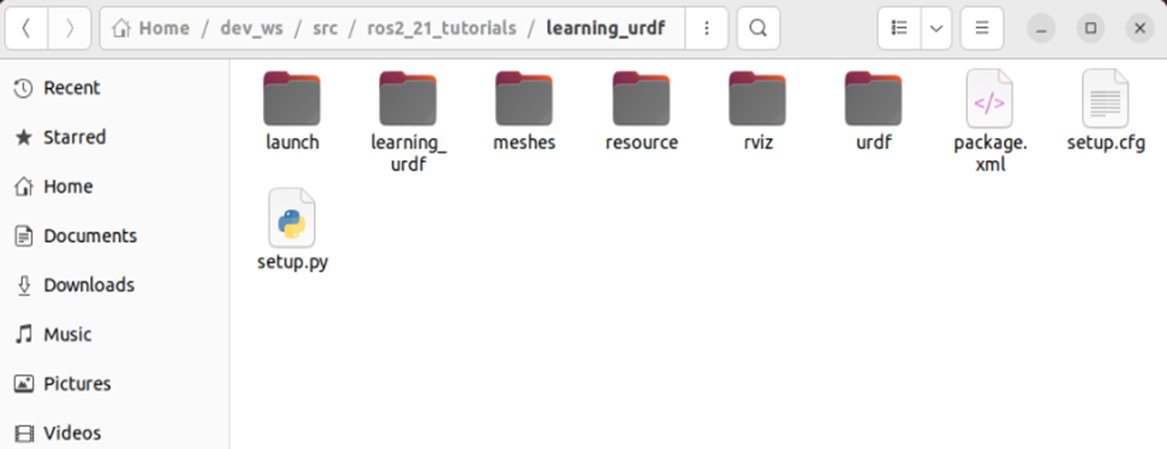 Home / dev_ws / src / ros2_21_tutorials / learning_urdf
Recent
Starred
Home
Documents
Downloads
Music
Pictures
Videos
launch
learning_
urdf
meshes
resource
rviz
urdf
</>
package.
xml
setup.cfg
setup.py